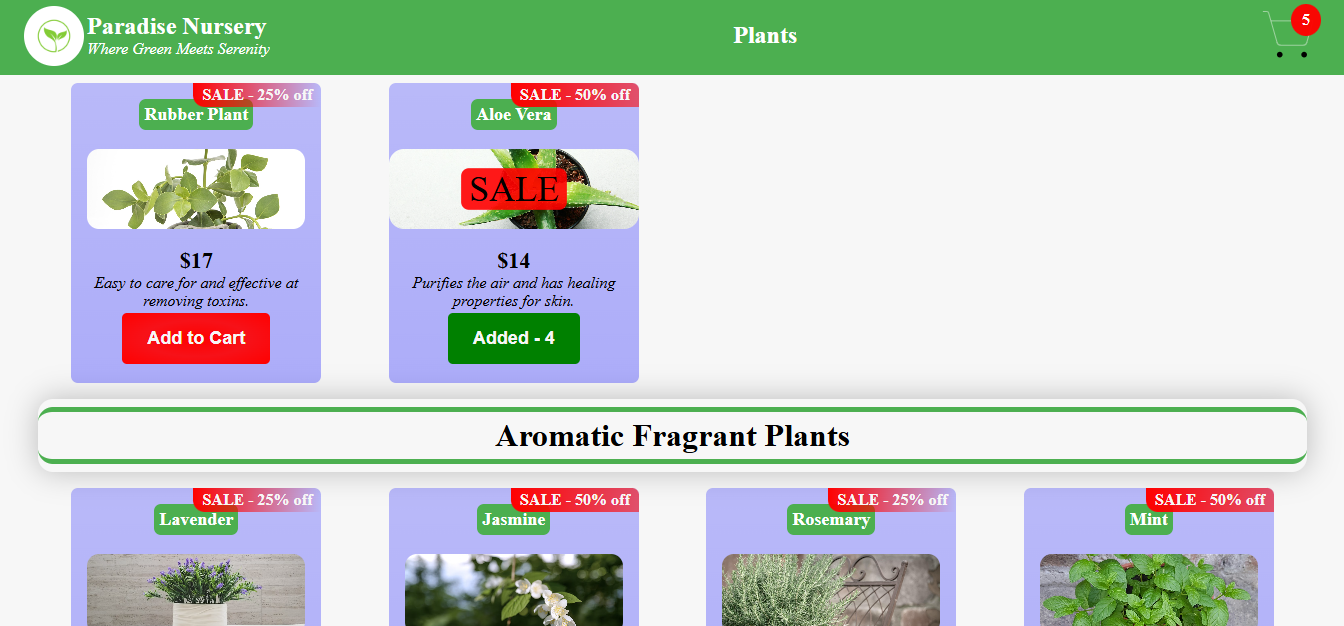 Paradise Nursery
Where Green Meets Serenity
Plants
5
SALE - 25% off
Rubber Plant
$17
Easy to care for and effective at
removing toxins.
Add to Cart
SALE - 50% off
Aloe Vera
SALE
$14
Purifies the air and has healing
properties for skin.
Added - 4
Aromatic Fragrant Plants
SALE - 25% off
Lavender
SALE - 50% off
Jasmine
SALE - 25% off
Rosemary
SALE - 50% off
Mint